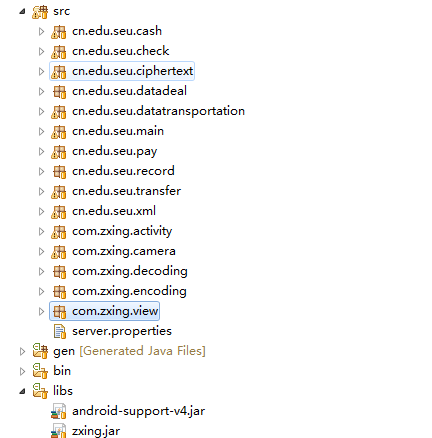 src
cn.edu.seu.cash
cn.edu.seu.check
cn.edu.seu.ciphertext
cn.edu.seu.datadeal
cn.edu.seu.datatransportation
cn.edu.seu.main
cn.edu.seu.pay
cn.edu.seu.record
cn.edu.seu.transfer
cn.edu.seu.xml
com.zxing.activity
com.zxing.camera
com.zxing.decoding
com.zxing.encoding
com.zxing.view
server.properties
gen [Generated Java Files]
bin
libs
android-support-v4.jar
zxing.jar